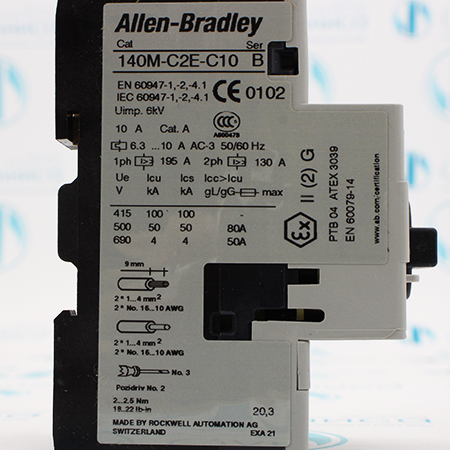 Allen-Bradley
Cat Ser
140M-C2E-C10 B
EN 60947-1,-2,-4.1
IEC 60947-1,-2,-4.1
CE 0102
Uimp. 6kV
10 A Cat. A
CCC
A600478
6.3 ...10 A AC-3 50/60 Hz
1ph 195 A 2ph 130 A
Ue Icu Ics Icc>Icu
V kA kA gL/gG max
415 100 100 -
500 50 50 80A
690 4 4 50A
9 mm
2 * 1...4 mm²
2 * No. 16...10 AWG
2 * 1...4 mm²
2 * No. 16...10 AWG
No. 3
Pozidriv No. 2
2...2.5 Nm
18...22 lb-in
20,3
MADE BY ROCKWELL AUTOMATION AG
SWITZERLAND EXA 21
Ex II (2) G
PTB 04 ATEX 3039
EN 60079-14
www.ab.com/certification